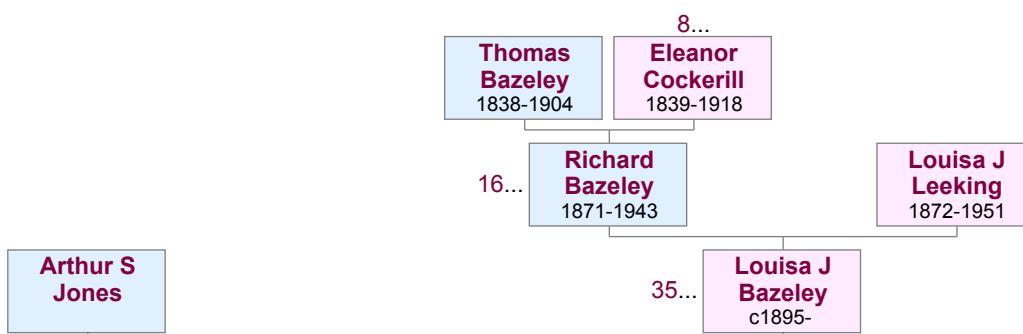 8...
Thomas
Bazeley
1838-1904
Eleanor
Cockerill
1839-1918
16...
Richard
Bazeley
1871-1943
Louisa J
Leeking
1872-1951
Arthur S
Jones
35...
Louisa J
Bazeley
c1895-